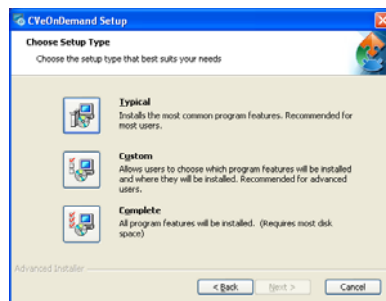 CVeOnDemand Setup
Choose Setup Type
Choose the setup type that best suits your needs
Typical
Installs the most common program features. Recommended for
most users.
Custom
Allows users to choose which program features will be installed
and where they will be installed. Recommended for advanced
users.
Complete
All program features will be installed. (Requires most disk
space)
Advanced Installer
< Back Next > Cancel